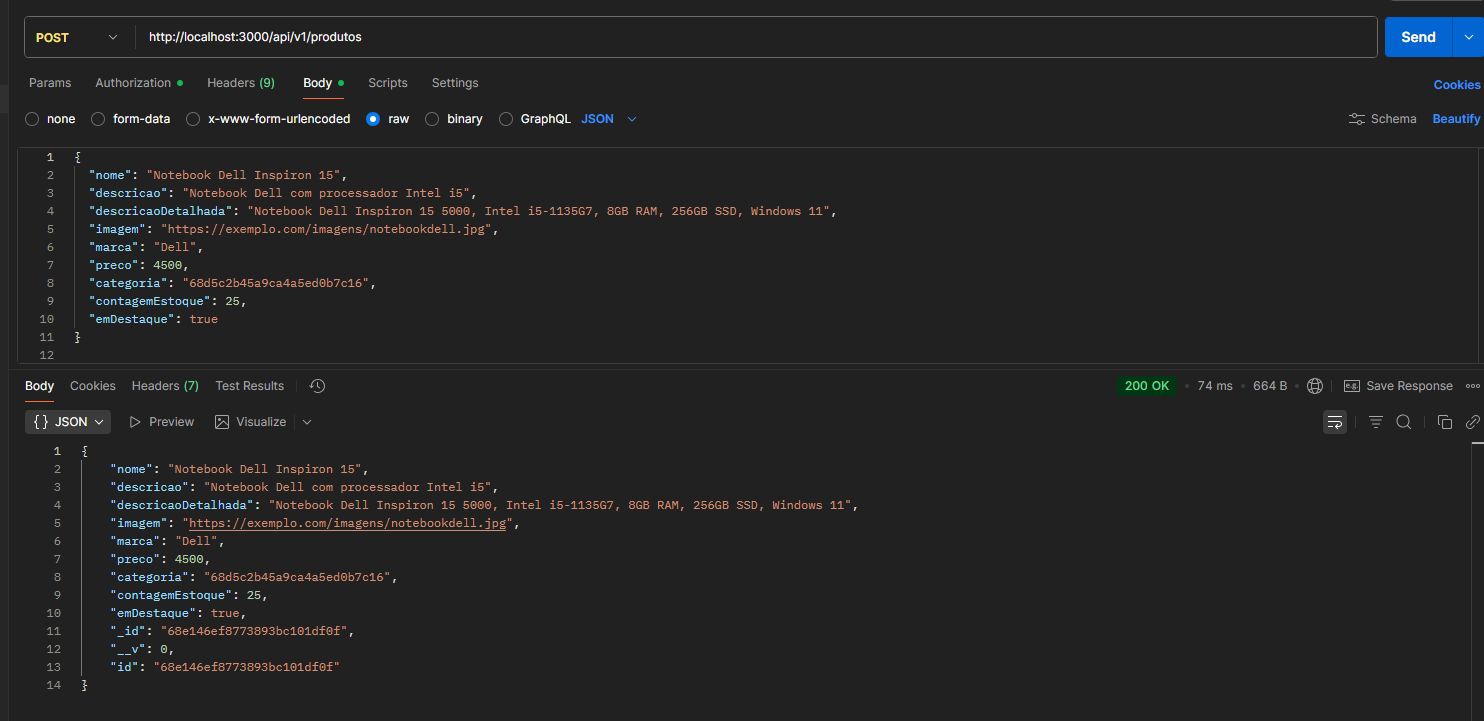 POST http://localhost:3000/api/v1/produtos Send
Params Authorization Headers (9) Body Scripts Settings Cookies
none form-data x-www-form-urlencoded raw binary GraphQL JSON Schema Beautify
1 {
2 "nome": "Notebook Dell Inspiron 15",
3 "descricao": "Notebook Dell com processador Intel i5",
4 "descricaoDetalhada": "Notebook Dell Inspiron 15 5000, Intel i5-1135G7, 8GB RAM, 256GB SSD, Windows 11",
5 "imagem": "https://exemplo.com/imagens/notebookdell.jpg",
6 "marca": "Dell",
7 "preco": 4500,
8 "categoria": "68d5c2b45a9ca4a5ed0b7c16",
9 "contagemEstoque": 25,
10 "emDestaque": true
11 }
12
Body Cookies Headers (7) Test Results 200 OK • 74 ms • 664 B • e.g. Save Response
{} JSON Preview Visualize
1 {
2 "nome": "Notebook Dell Inspiron 15",
3 "descricao": "Notebook Dell com processador Intel i5",
4 "descricaoDetalhada": "Notebook Dell Inspiron 15 5000, Intel i5-1135G7, 8GB RAM, 256GB SSD, Windows 11",
5 "imagem": "https://exemplo.com/imagens/notebookdell.jpg",
6 "marca": "Dell",
7 "preco": 4500,
8 "categoria": "68d5c2b45a9ca4a5ed0b7c16",
9 "contagemEstoque": 25,
10 "emDestaque": true,
11 "_id": "68e146ef8773893bc101df0f",
12 "__v": 0,
13 "id": "68e146ef8773893bc101df0f"
14 }